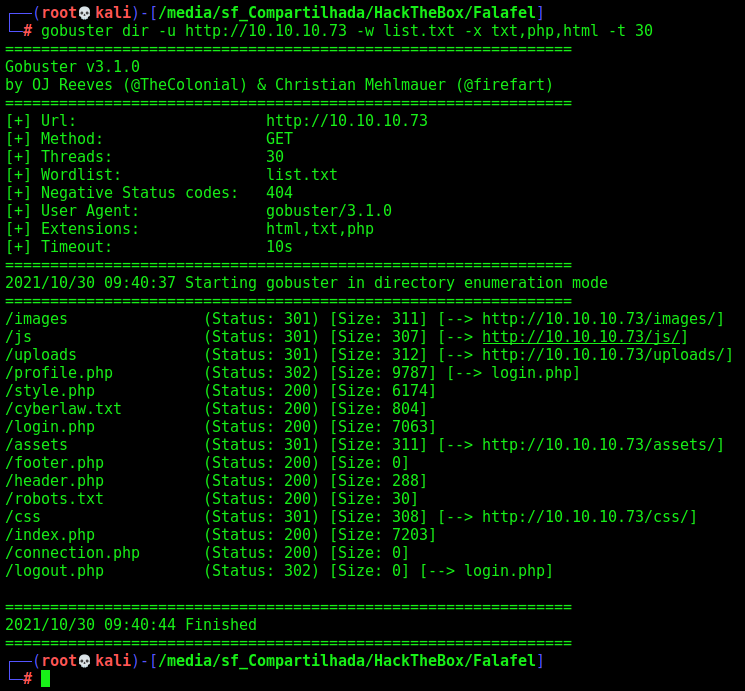 ┌──(root💀kali)-[/media/sf_Compartilhada/HackTheBox/Falafel]
└─# gobuster dir -u http://10.10.10.73 -w list.txt -x txt,php,html -t 30
===============================================================
Gobuster v3.1.0
by OJ Reeves (@TheColonial) & Christian Mehlmauer (@firefart)
===============================================================
[+] Url:                     http://10.10.10.73
[+] Method:                  GET
[+] Threads:                 30
[+] Wordlist:                list.txt
[+] Negative Status codes:   404
[+] User Agent:              gobuster/3.1.0
[+] Extensions:              html,txt,php
[+] Timeout:                 10s
===============================================================
2021/10/30 09:40:37 Starting gobuster in directory enumeration mode
===============================================================
/images               (Status: 301) [Size: 311] [--> http://10.10.10.73/images/]
/js                   (Status: 301) [Size: 307] [--> http://10.10.10.73/js/]
/uploads              (Status: 301) [Size: 312] [--> http://10.10.10.73/uploads/]
/profile.php          (Status: 302) [Size: 9787] [--> login.php]
/style.php            (Status: 200) [Size: 6174]
/cyberlaw.txt         (Status: 200) [Size: 804]
/login.php            (Status: 200) [Size: 7063]
/assets               (Status: 301) [Size: 311] [--> http://10.10.10.73/assets/]
/footer.php           (Status: 200) [Size: 0]
/header.php           (Status: 200) [Size: 288]
/robots.txt           (Status: 200) [Size: 30]
/css                  (Status: 301) [Size: 308] [--> http://10.10.10.73/css/]
/index.php            (Status: 200) [Size: 7203]
/connection.php       (Status: 200) [Size: 0]
/logout.php           (Status: 302) [Size: 0] [--> login.php]
===============================================================
2021/10/30 09:40:44 Finished
===============================================================
┌──(root💀kali)-[/media/sf_Compartilhada/HackTheBox/Falafel]
└─#